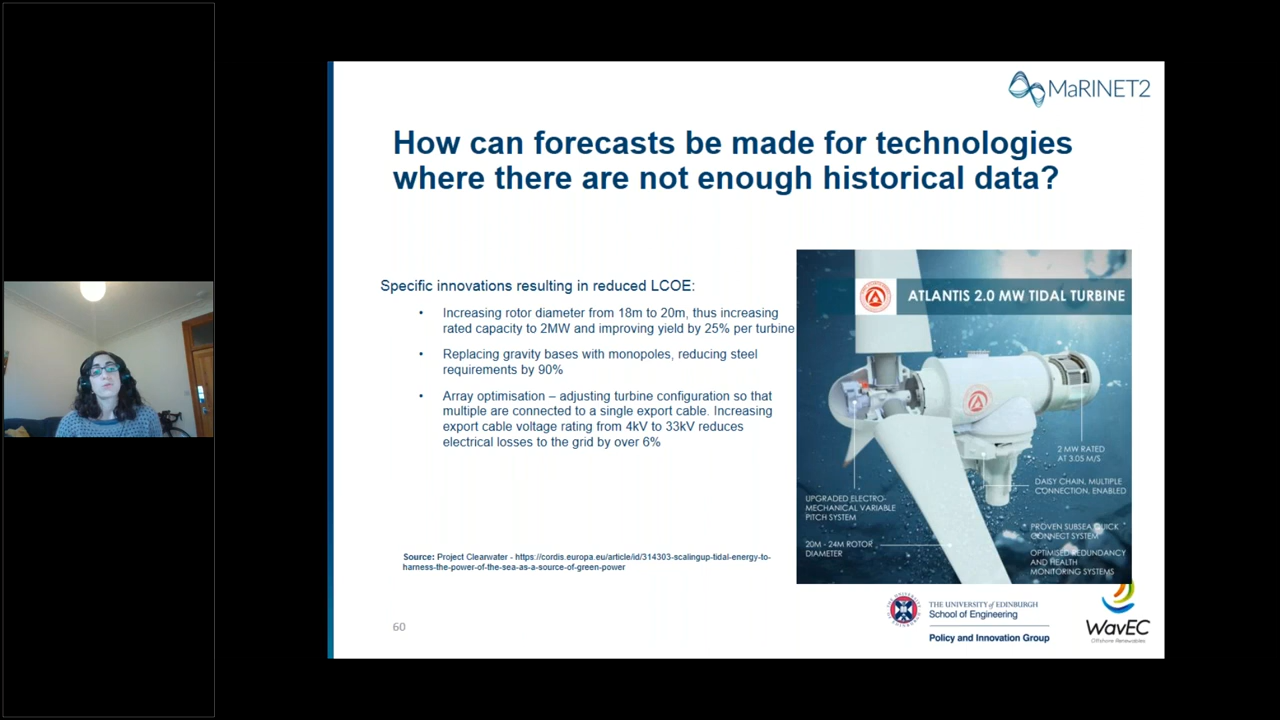 MaRINET2
How can forecasts be made for technologies
where there are not enough historical data?
Specific innovations resulting in reduced LCOE:
• Increasing rotor diameter from 18m to 20m, thus increasing
rated capacity to 2MW and improving yield by 25% per turbine
• Replacing gravity bases with monopoles, reducing steel
requirements by 90%
• Array optimisation – adjusting turbine configuration so that
multiple are connected to a single export cable. Increasing
export cable voltage rating from 4kV to 33kV reduces
electrical losses to the grid by over 6%
ATLANTIS 2.0 MW TIDAL TURBINE
2 MW RATED
AT 3.05 M/S
DAISY CHAIN, MULTIPLE
CONNECTION, ENABLED
UPGRADED ELECTRO-
MECHANICAL VARIABLE
PITCH SYSTEM
PROVEN SUBSEA QUICK
CONNECT SYSTEM
20M - 24M ROTOR
DIAMETER
OPTIMISED REDUNDANCY
AND HEALTH
MONITORING SYSTEMS
Source: Project Clearwater - https://cordis.europa.eu/article/id/314303-scalingup-tidal-energy-to-
harness-the-power-of-the-sea-as-a-source-of-green-power
60
THE UNIVERSITY of EDINBURGH
School of Engineering
Policy and Innovation Group
WavEC
Offshore Renewables